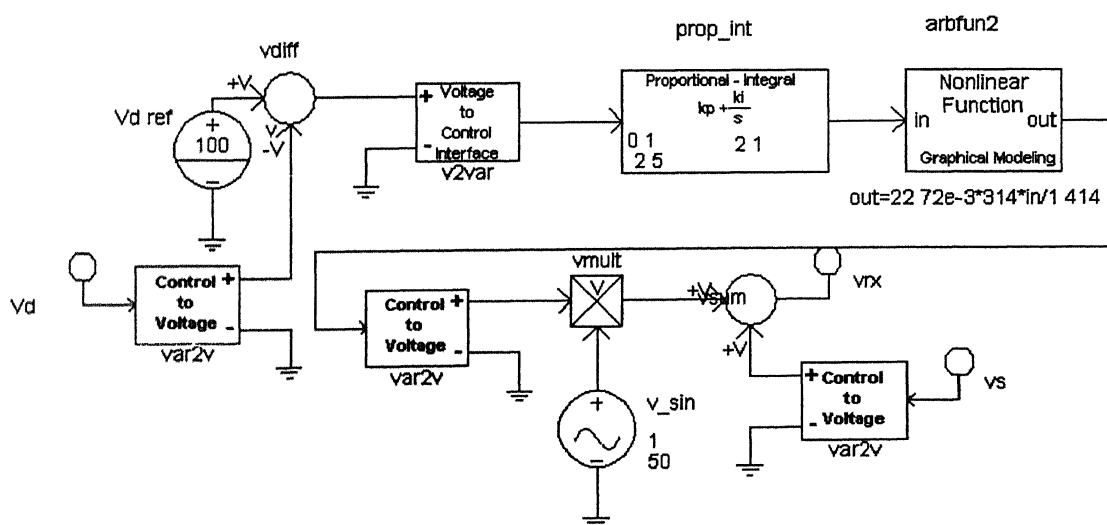 prop_int
arbfun2
vdiff
+V
-V
Vd ref
+
100
-
+ Voltage
to
Control
- Interface
v2var
Proportional - Integral
kp + ki
s
0 1
2 5
2 1
Nonlinear
Function
in out
Graphical Modeling
out=22 72e-3*314*in/1 414
Vd
Control +
to
Voltage -
var2v
Control +
to
Voltage -
var2v
vmult
V
+V
vsum
+V
vrx
+
-
v_sin
1
50
+ Control
to
- Voltage
var2v
vs